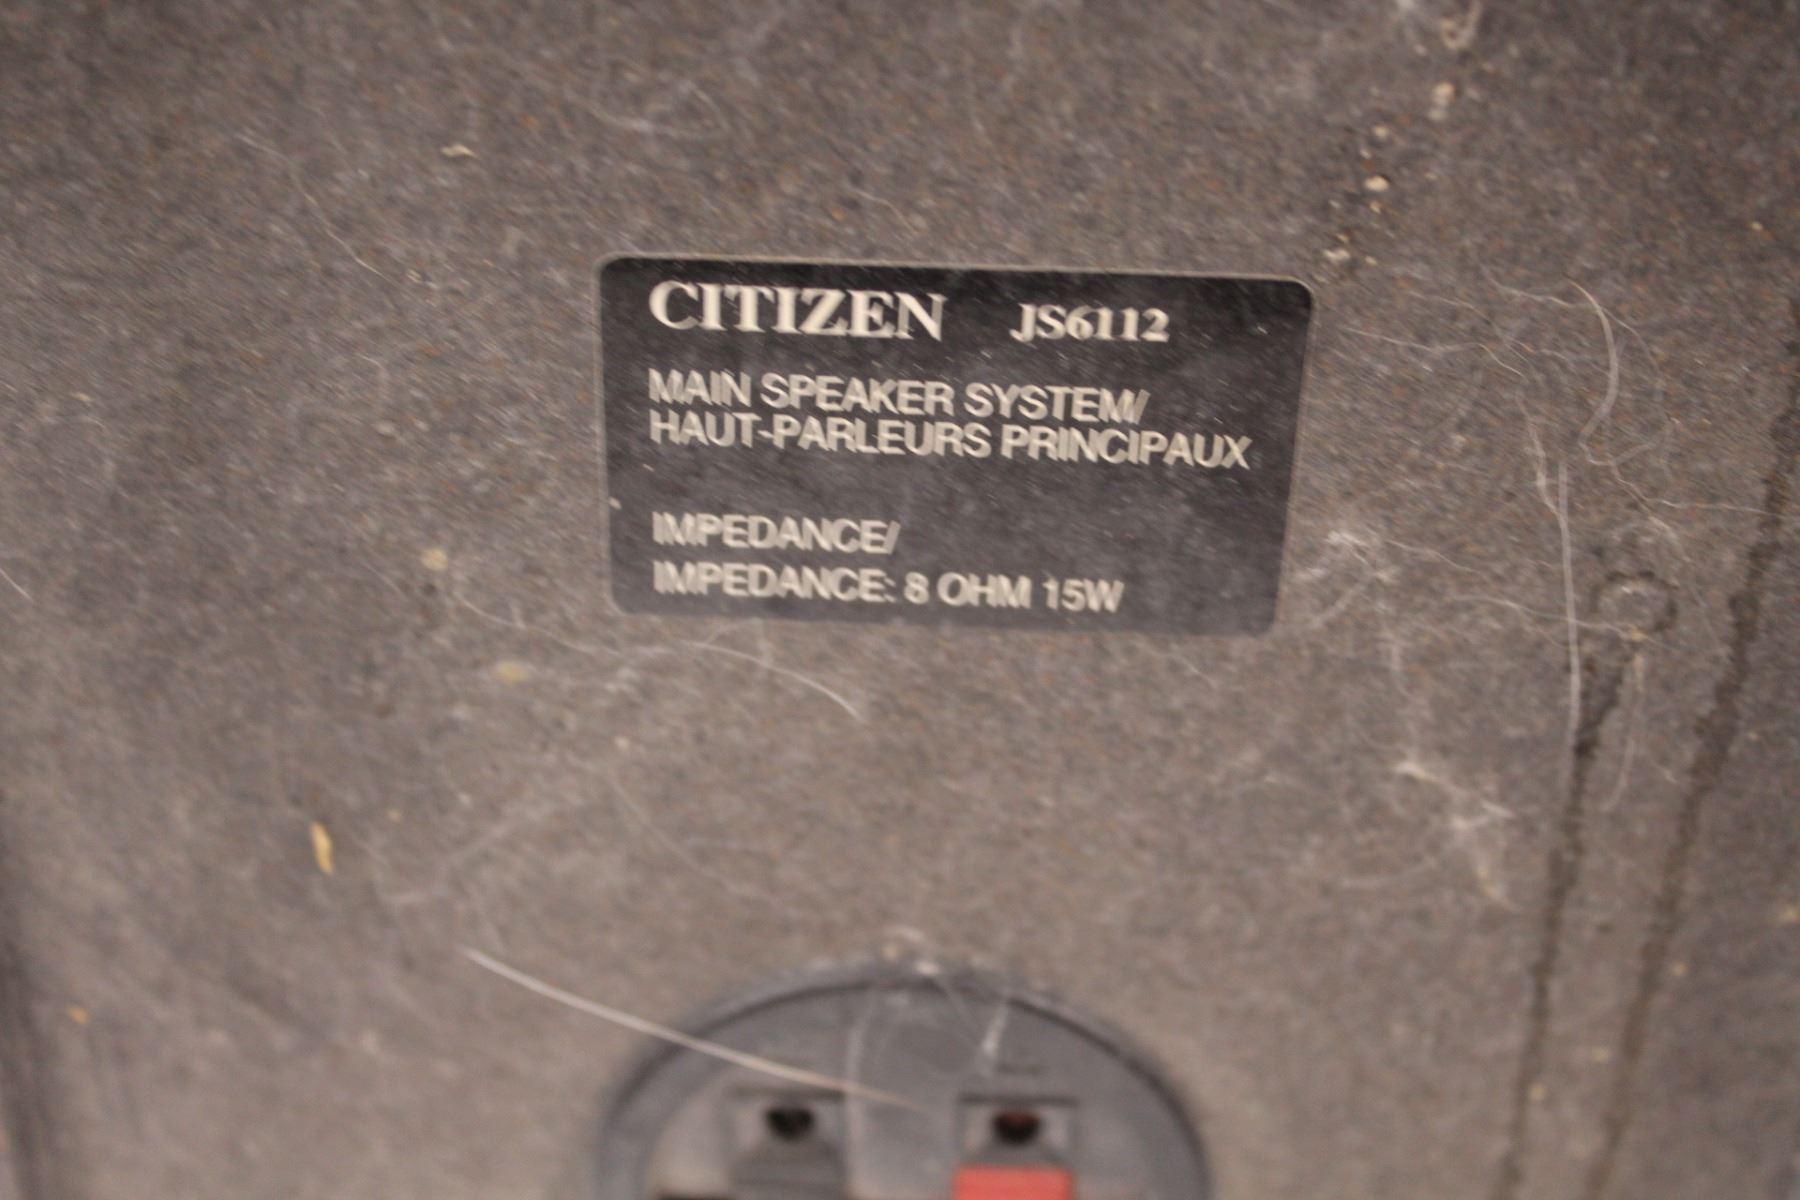 CITIZEN JS6112
MAIN SPEAKER SYSTEM/
HAUT-PARLEURS PRINCIPAUX
IMPEDANCE/
IMPEDANCE: 8 OHM 15W